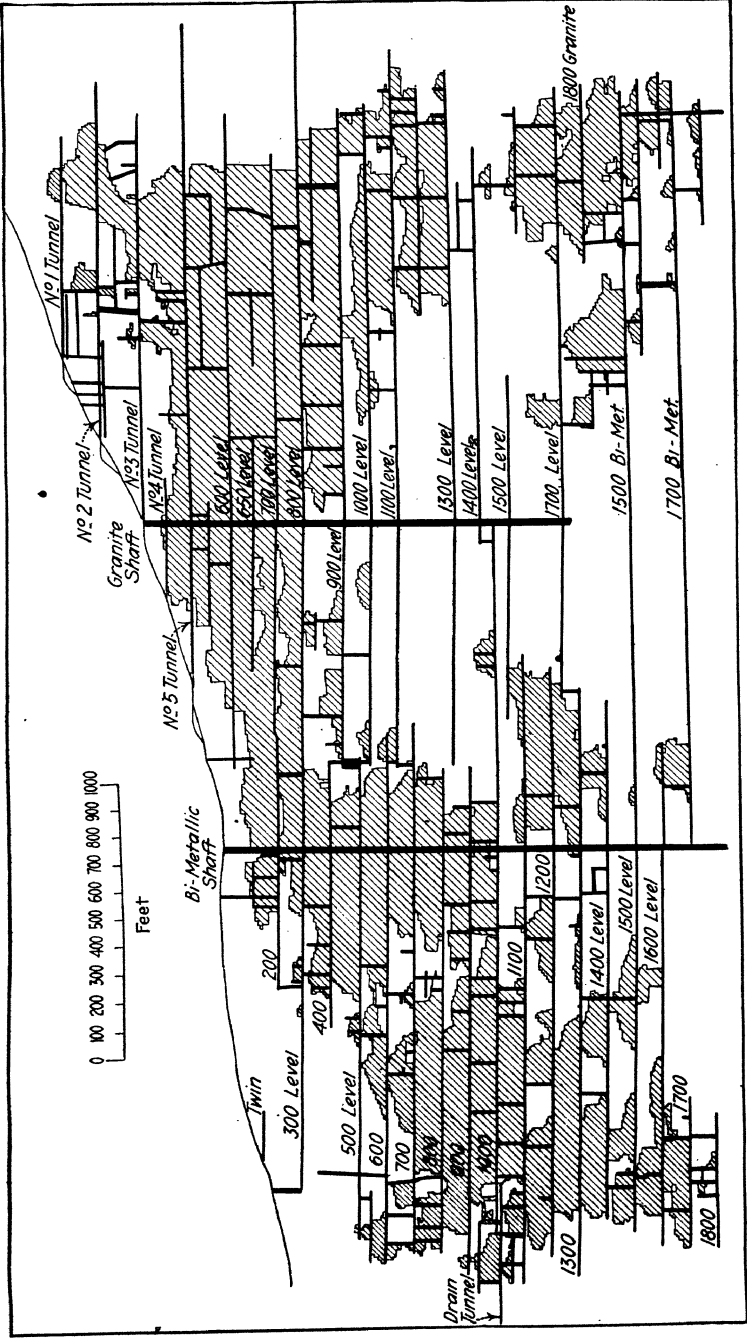 Nº 1 Tunnel
Nº 2 Tunnel
Nº 3 Tunnel
Nº 4 Tunnel
Granite
Shaft
Nº 5 Tunnel
600 Level
650 Level
700 Level
800 Level
900 Level
1000 Level
1100 Level
1300 Level
1400 Level
1500 Level
1700 Level
1800 Granite
1500 Bi-Met.
1700 Bi-Met.
0 100 200 300 400 500 600 700 800 900 1000
Feet
Bi-Metallic
Shaft
200
Twin
300 Level
400
500 Level
600
700
1100
1200
1300
1400 Level
1500 Level
1600 Level
1700
1800
Drain
Tunnel